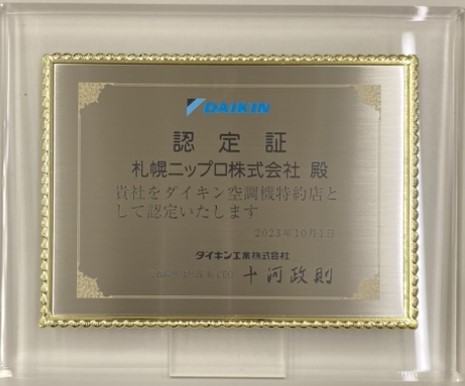 DAIKIN
認定証
札幌ニップロ株式会社 殿
貴社をダイキン空調機特約店と
して認定いたします
2023年10月1日
ダイキン工業株式会社
CEO 十河政則